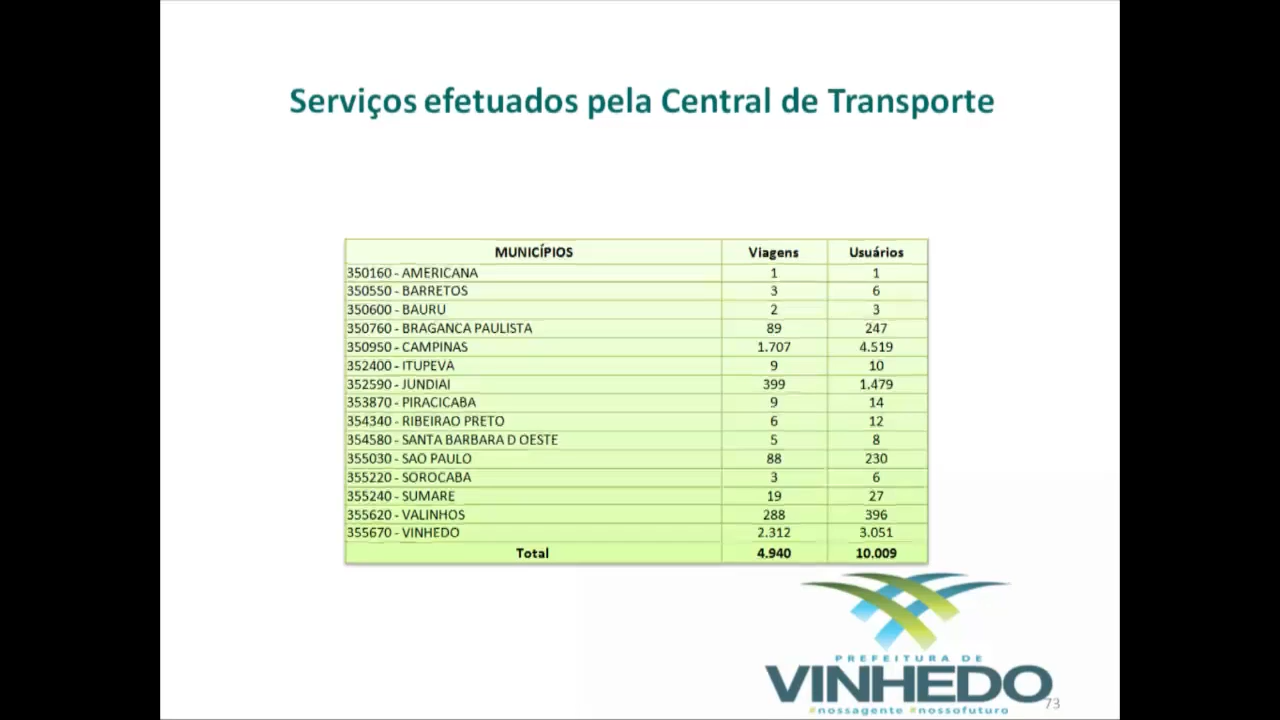 Serviços efetuados pela Central de Transporte
MUNICÍPIOS Viagens Usuários
350160 - AMERICANA 1 1
350550 - BARRETOS 3 6
350600 - BAURU 2 3
350760 - BRAGANCA PAULISTA 89 247
350950 - CAMPINAS 1.707 4.519
352400 - ITUPEVA 9 10
352590 - JUNDIAI 399 1.479
353870 - PIRACICABA 9 14
354340 - RIBEIRAO PRETO 6 12
354580 - SANTA BARBARA D OESTE 5 8
355030 - SAO PAULO 88 230
355220 - SOROCABA 3 6
355240 - SUMARE 19 27
355620 - VALINHOS 288 396
355670 - VINHEDO 2.312 3.051
Total 4.940 10.009
PREFEITURA DE
VINHEDO
#nossagente #nossofuturo
73